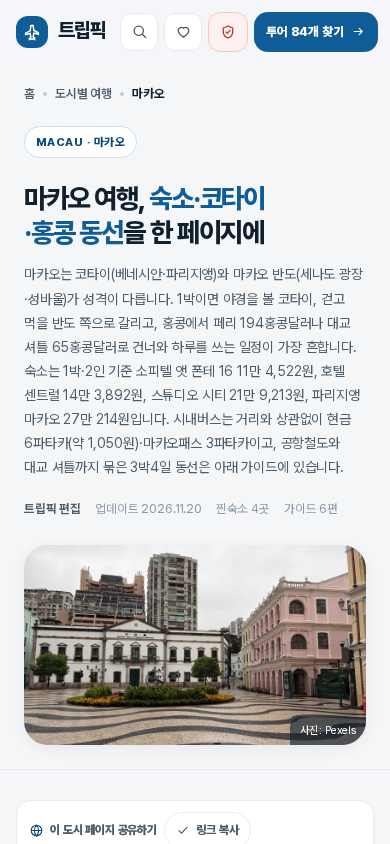 트립픽
투어 84개 찾기 →
홈 • 도시별 여행 • 마카오
MACAU · 마카오
마카오 여행, 숙소·코타이
·홍콩 동선을 한 페이지에
마카오는 코타이(베네시안·파리지앵)와 마카오 반도(세나도 광장
·성바울)가 성격이 다릅니다. 1박이면 야경을 볼 코타이, 걷고
먹을 반도 쪽으로 갈리고, 홍콩에서 페리 194홍콩달러나 대교
셔틀 65홍콩달러로 건너와 하루를 쓰는 일정이 가장 흔합니다.
숙소는 1박·2인 기준 소피텔 앳 폰테 16 11만 4,522원, 호텔
센트럴 14만 3,892원, 스튜디오 시티 21만 9,213원, 파리지앵
마카오 27만 214원입니다. 시내버스는 거리와 상관없이 현금
6파타카(약 1,050원)·마카오패스 3파타카이고, 공항철도와
대교 셔틀까지 묶은 3박4일 동선은 아래 가이드에 있습니다.
트립픽 편집 업데이트 2026.11.20 찐숙소 4곳 가이드 6편
사진: Pexels
이 도시 페이지 공유하기 링크 복사